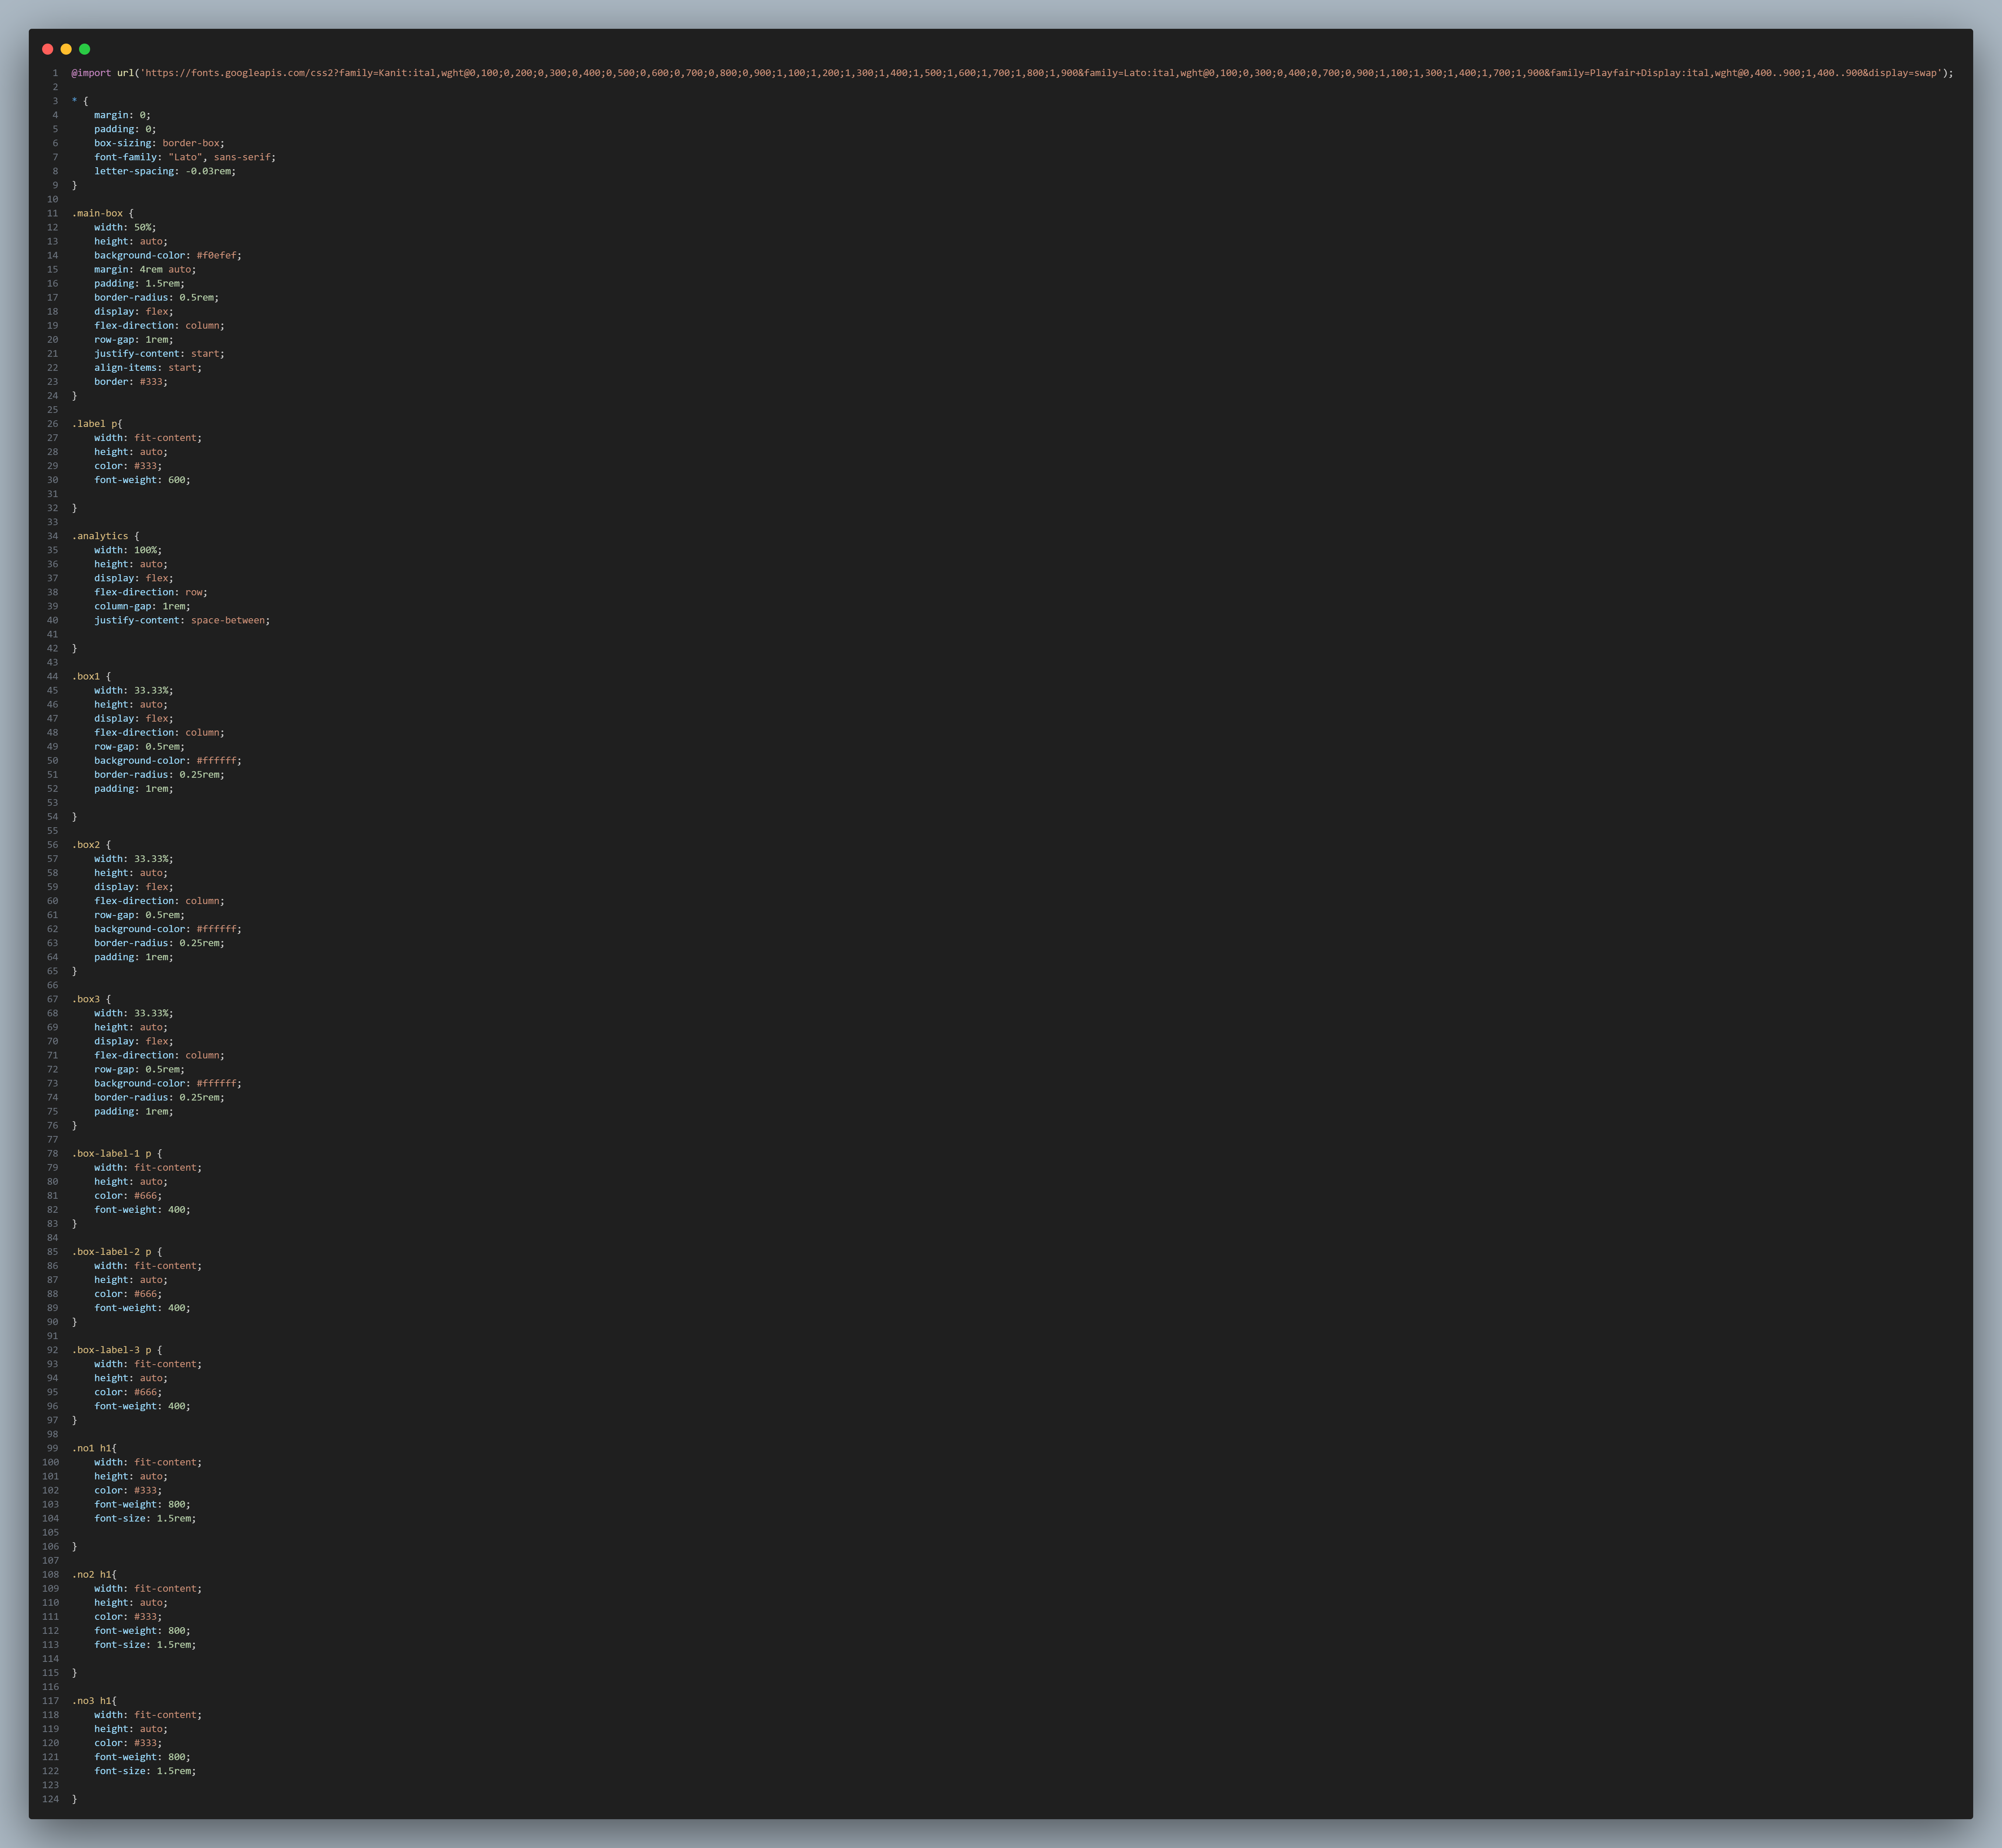 1 @import url('https://fonts.googleapis.com/css2?family=Kanit:ital,wght@0,100;0,200;0,300;0,400;0,500;0,600;0,700;0,800;0,900;1,100;1,200;1,300;1,400;1,500;1,600;1,700;1,800;1,900&family=Lato:ital,wght@0,100;0,300;0,400;0,700;0,900;1,100;1,300;1,400;1,700;1,900&family=Playfair+Display:ital,wght@0,400..900;1,400..900&display=swap');
2
3 * {
4     margin: 0;
5     padding: 0;
6     box-sizing: border-box;
7     font-family: "Lato", sans-serif;
8     letter-spacing: -0.03rem;
9 }
10
11 .main-box {
12     width: 50%;
13     height: auto;
14     background-color: #f0efef;
15     margin: 4rem auto;
16     padding: 1.5rem;
17     border-radius: 0.5rem;
18     display: flex;
19     flex-direction: column;
20     row-gap: 1rem;
21     justify-content: start;
22     align-items: start;
23     border: #333;
24 }
25
26 .label p{
27     width: fit-content;
28     height: auto;
29     color: #333;
30     font-weight: 600;
31
32 }
33
34 .analytics {
35     width: 100%;
36     height: auto;
37     display: flex;
38     flex-direction: row;
39     column-gap: 1rem;
40     justify-content: space-between;
41
42 }
43
44 .box1 {
45     width: 33.33%;
46     height: auto;
47     display: flex;
48     flex-direction: column;
49     row-gap: 0.5rem;
50     background-color: #ffffff;
51     border-radius: 0.25rem;
52     padding: 1rem;
53
54 }
55
56 .box2 {
57     width: 33.33%;
58     height: auto;
59     display: flex;
60     flex-direction: column;
61     row-gap: 0.5rem;
62     background-color: #ffffff;
63     border-radius: 0.25rem;
64     padding: 1rem;
65 }
66
67 .box3 {
68     width: 33.33%;
69     height: auto;
70     display: flex;
71     flex-direction: column;
72     row-gap: 0.5rem;
73     background-color: #ffffff;
74     border-radius: 0.25rem;
75     padding: 1rem;
76 }
77
78 .box-label-1 p {
79     width: fit-content;
80     height: auto;
81     color: #666;
82     font-weight: 400;
83 }
84
85 .box-label-2 p {
86     width: fit-content;
87     height: auto;
88     color: #666;
89     font-weight: 400;
90 }
91
92 .box-label-3 p {
93     width: fit-content;
94     height: auto;
95     color: #666;
96     font-weight: 400;
97 }
98
99 .no1 h1{
100     width: fit-content;
101     height: auto;
102     color: #333;
103     font-weight: 800;
104     font-size: 1.5rem;
105
106 }
107
108 .no2 h1{
109     width: fit-content;
110     height: auto;
111     color: #333;
112     font-weight: 800;
113     font-size: 1.5rem;
114
115 }
116
117 .no3 h1{
118     width: fit-content;
119     height: auto;
120     color: #333;
121     font-weight: 800;
122     font-size: 1.5rem;
123
124 }